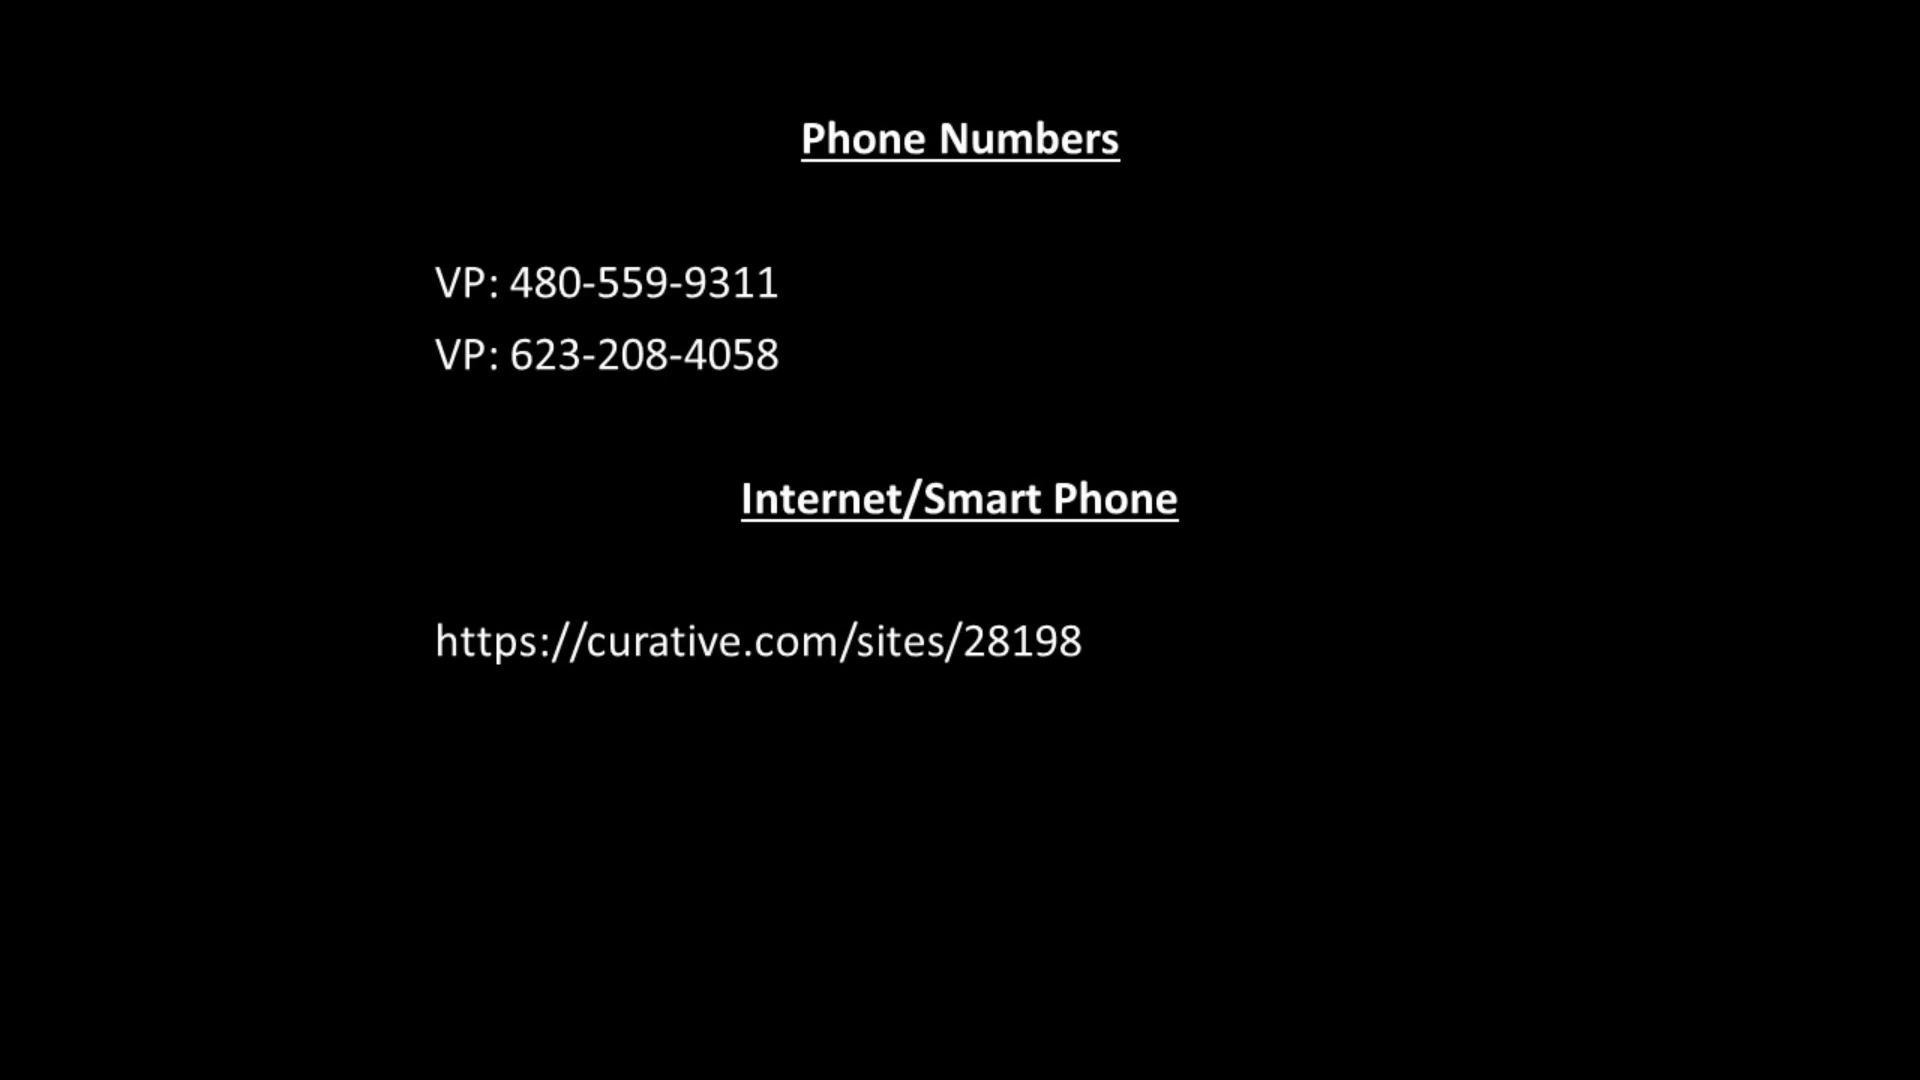 Phone Numbers
VP: 480-559-9311
VP: 623-208-4058
Internet/Smart Phone
https://curative.com/sites/28198